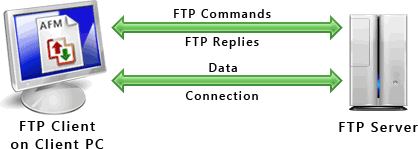 AFM
FTP Commands
FTP Replies
Data
Connection
FTP Client
on Client PC
FTP Server